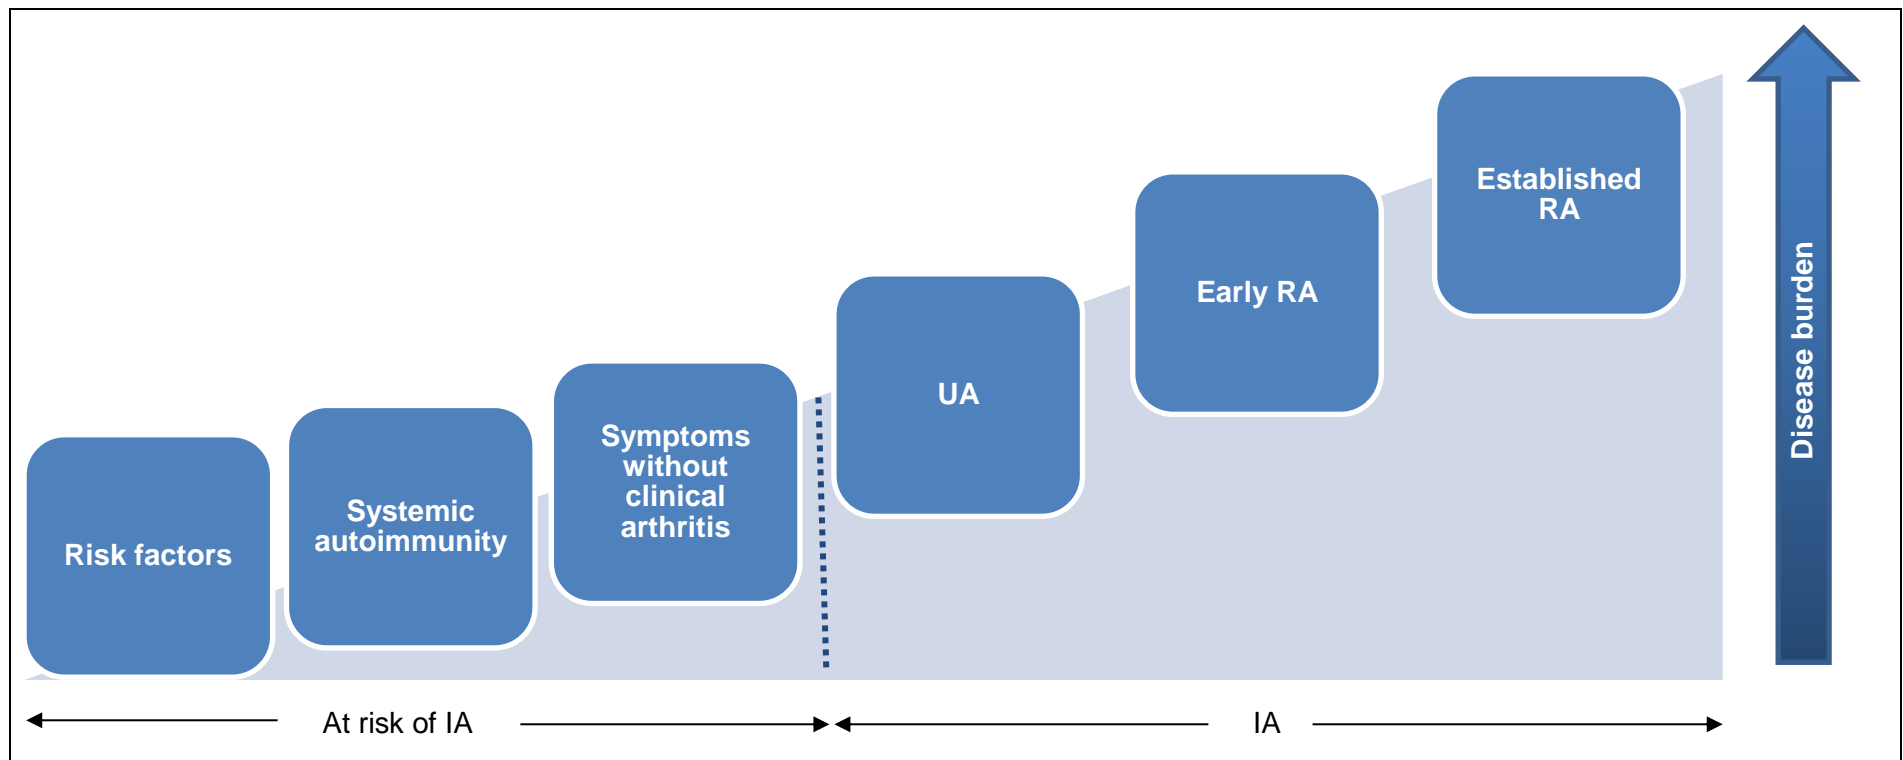 Risk factors
Systemic
autoimmunity
Symptoms
without
clinical
arthritis
UA
Early RA
Established
RA
Disease burden
At risk of IA
IA